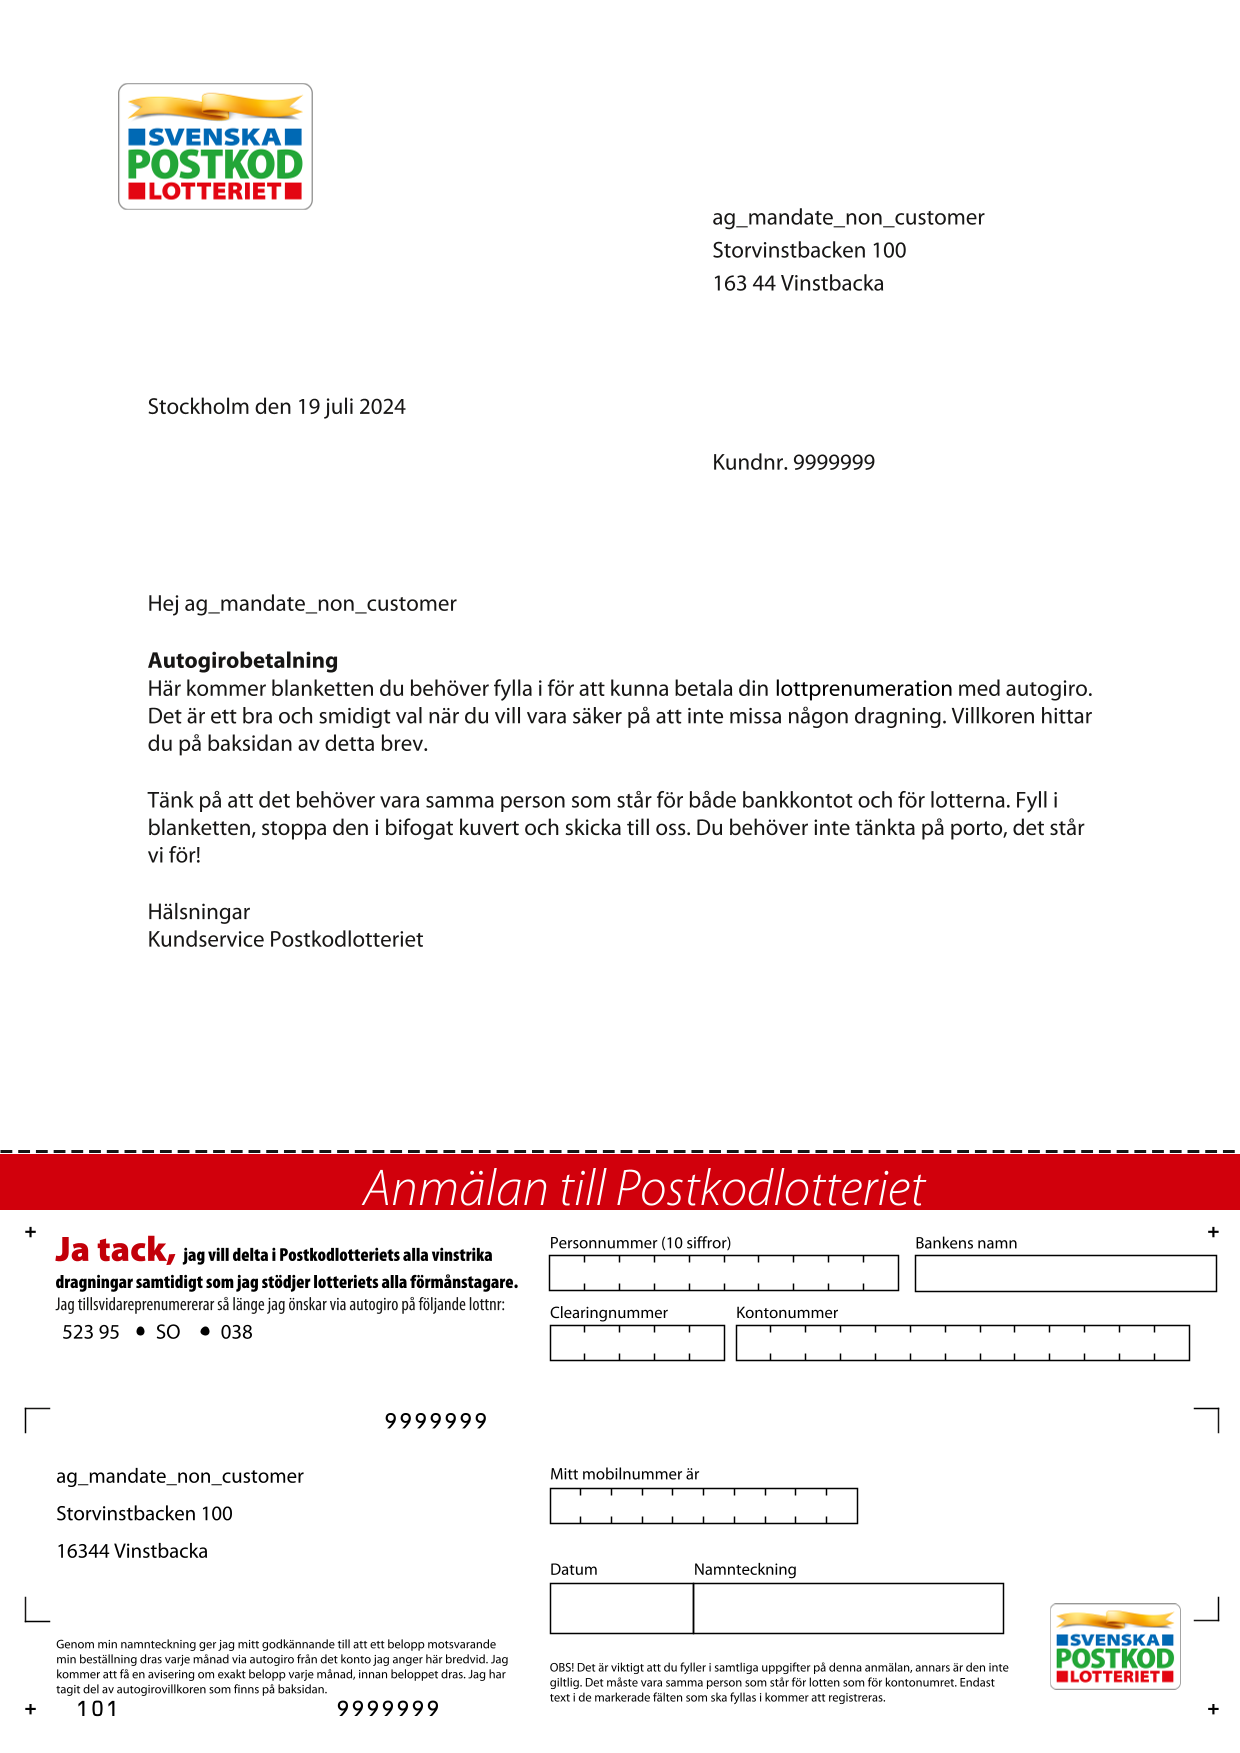 SVENSKA
POSTKOD
LOTTERIET
ag_mandate_non_customer
Storvinstbacken 100
163 44 Vinstbacka
Stockholm den 19 juli 2024
Kundnr. 9999999
Hej ag_mandate_non_customer
Autogirobetalning
Här kommer blanketten du behöver fylla i för att kunna betala din lottprenumeration med autogiro.
Det är ett bra och smidigt val när du vill vara säker på att inte missa någon dragning. Villkoren hittar
du på baksidan av detta brev.
Tänk på att det behöver vara samma person som står för både bankkontot och för lotterna. Fyll i
blanketten, stoppa den i bifogat kuvert och skicka till oss. Du behöver inte tänkta på porto, det står
vi för!
Hälsningar
Kundservice Postkodlotteriet
Anmälan till Postkodlotteriet
Ja tack, jag vill delta i Postkodlotteriets alla vinstrika
dragningar samtidigt som jag stödjer lotteriets alla förmånstagare.
Jag tillsvidareprenumererar så länge jag önskar via autogiro på följande lottnr:
523 95 • SO • 038
9999999
ag_mandate_non_customer
Storvinstbacken 100
16344 Vinstbacka
Genom min namnteckning ger jag mitt godkännande till att ett belopp motsvarande
min beställning dras varje månad via autogiro från det konto jag anger här bredvid. Jag
kommer att få en avisering om exakt belopp varje månad, innan beloppet dras. Jag har
tagit del av autogirovillkoren som finns på baksidan.
101 9999999
Personnummer (10 siffror) Bankens namn
Clearingnummer Kontonummer
Mitt mobilnummer är
Datum Namnteckning
OBS! Det är viktigt att du fyller i samtliga uppgifter på denna anmälan, annars är den inte
giltlig. Det måste vara samma person som står för lotten som för kontonumret. Endast
text i de markerade fälten som ska fyllas i kommer att registreras.
SVENSKA
POSTKOD
LOTTERIET